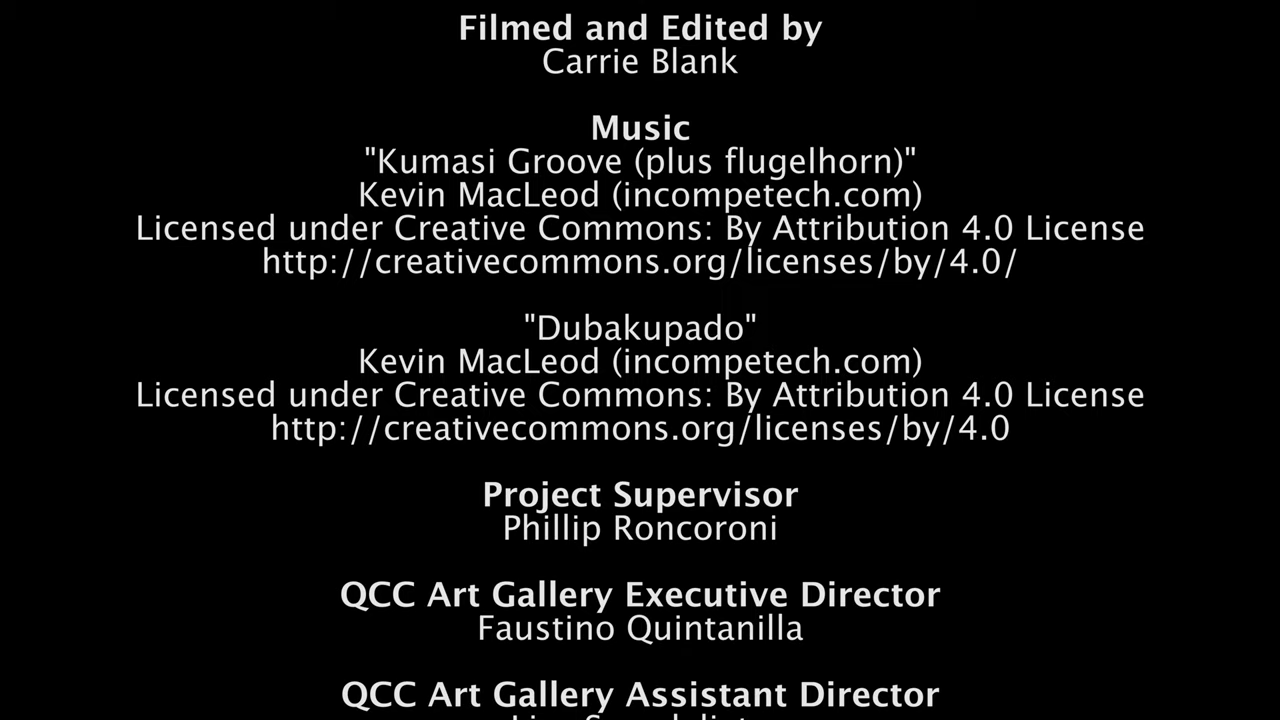 Filmed and Edited by
Carrie Blank
Music
"Kumasi Groove (plus flugelhorn)"
Kevin MacLeod (incompetech.com)
Licensed under Creative Commons: By Attribution 4.0 License
http://creativecommons.org/licenses/by/4.0/
"Dubakupado"
Kevin MacLeod (incompetech.com)
Licensed under Creative Commons: By Attribution 4.0 License
http://creativecommons.org/licenses/by/4.0
Project Supervisor
Phillip Roncoroni
QCC Art Gallery Executive Director
Faustino Quintanilla
QCC Art Gallery Assistant Director